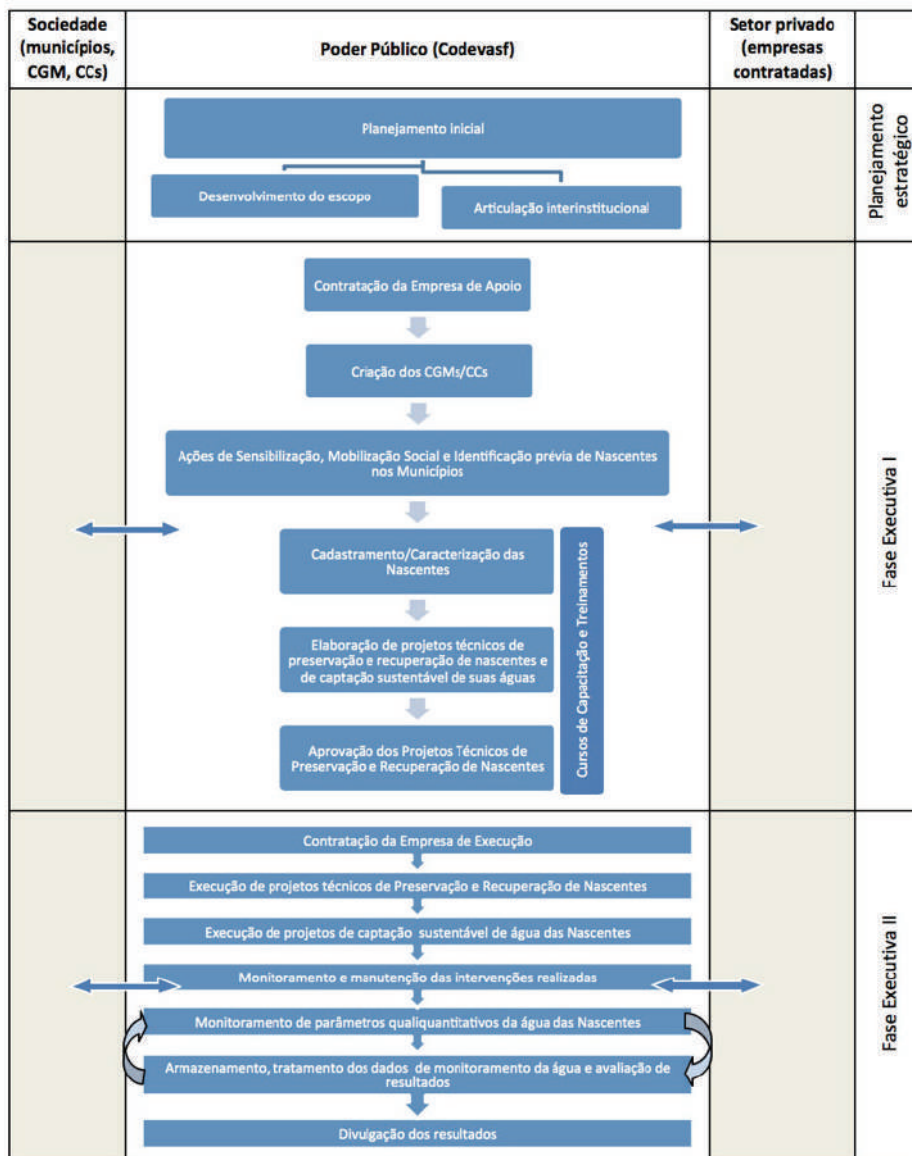 Sociedade
(municípios,
CGM, CCs)
Poder Público (Codevasf)
Setor privado
(empresas
contratadas)
Planejamento inicial
Desenvolvimento do escopo
Articulação interinstitucional
Planejamento
estratégico
Contratação da Empresa de Apoio
Criação dos CGMs/CCs
Ações de Sensibilização, Mobilização Social e Identificação prévia de Nascentes
nos Municípios
Cadastramento/Caracterização das
Nascentes
Elaboração de projetos técnicos de
preservação e recuperação de nascentes e
de captação sustentável de suas águas
Aprovação dos Projetos Técnicos de
Preservação e Recuperação de Nascentes
Cursos de Capacitação e Treinamentos
Fase Executiva I
Contratação da Empresa de Execução
Execução de projetos técnicos de Preservação e Recuperação de Nascentes
Execução de projetos de captação sustentável de água das Nascentes
Monitoramento e manutenção das intervenções realizadas
Monitoramento de parâmetros qualiquantitativos da água das Nascentes
Armazenamento, tratamento dos dados de monitoramento da água e avaliação de
resultados
Divulgação dos resultados
Fase Executiva II